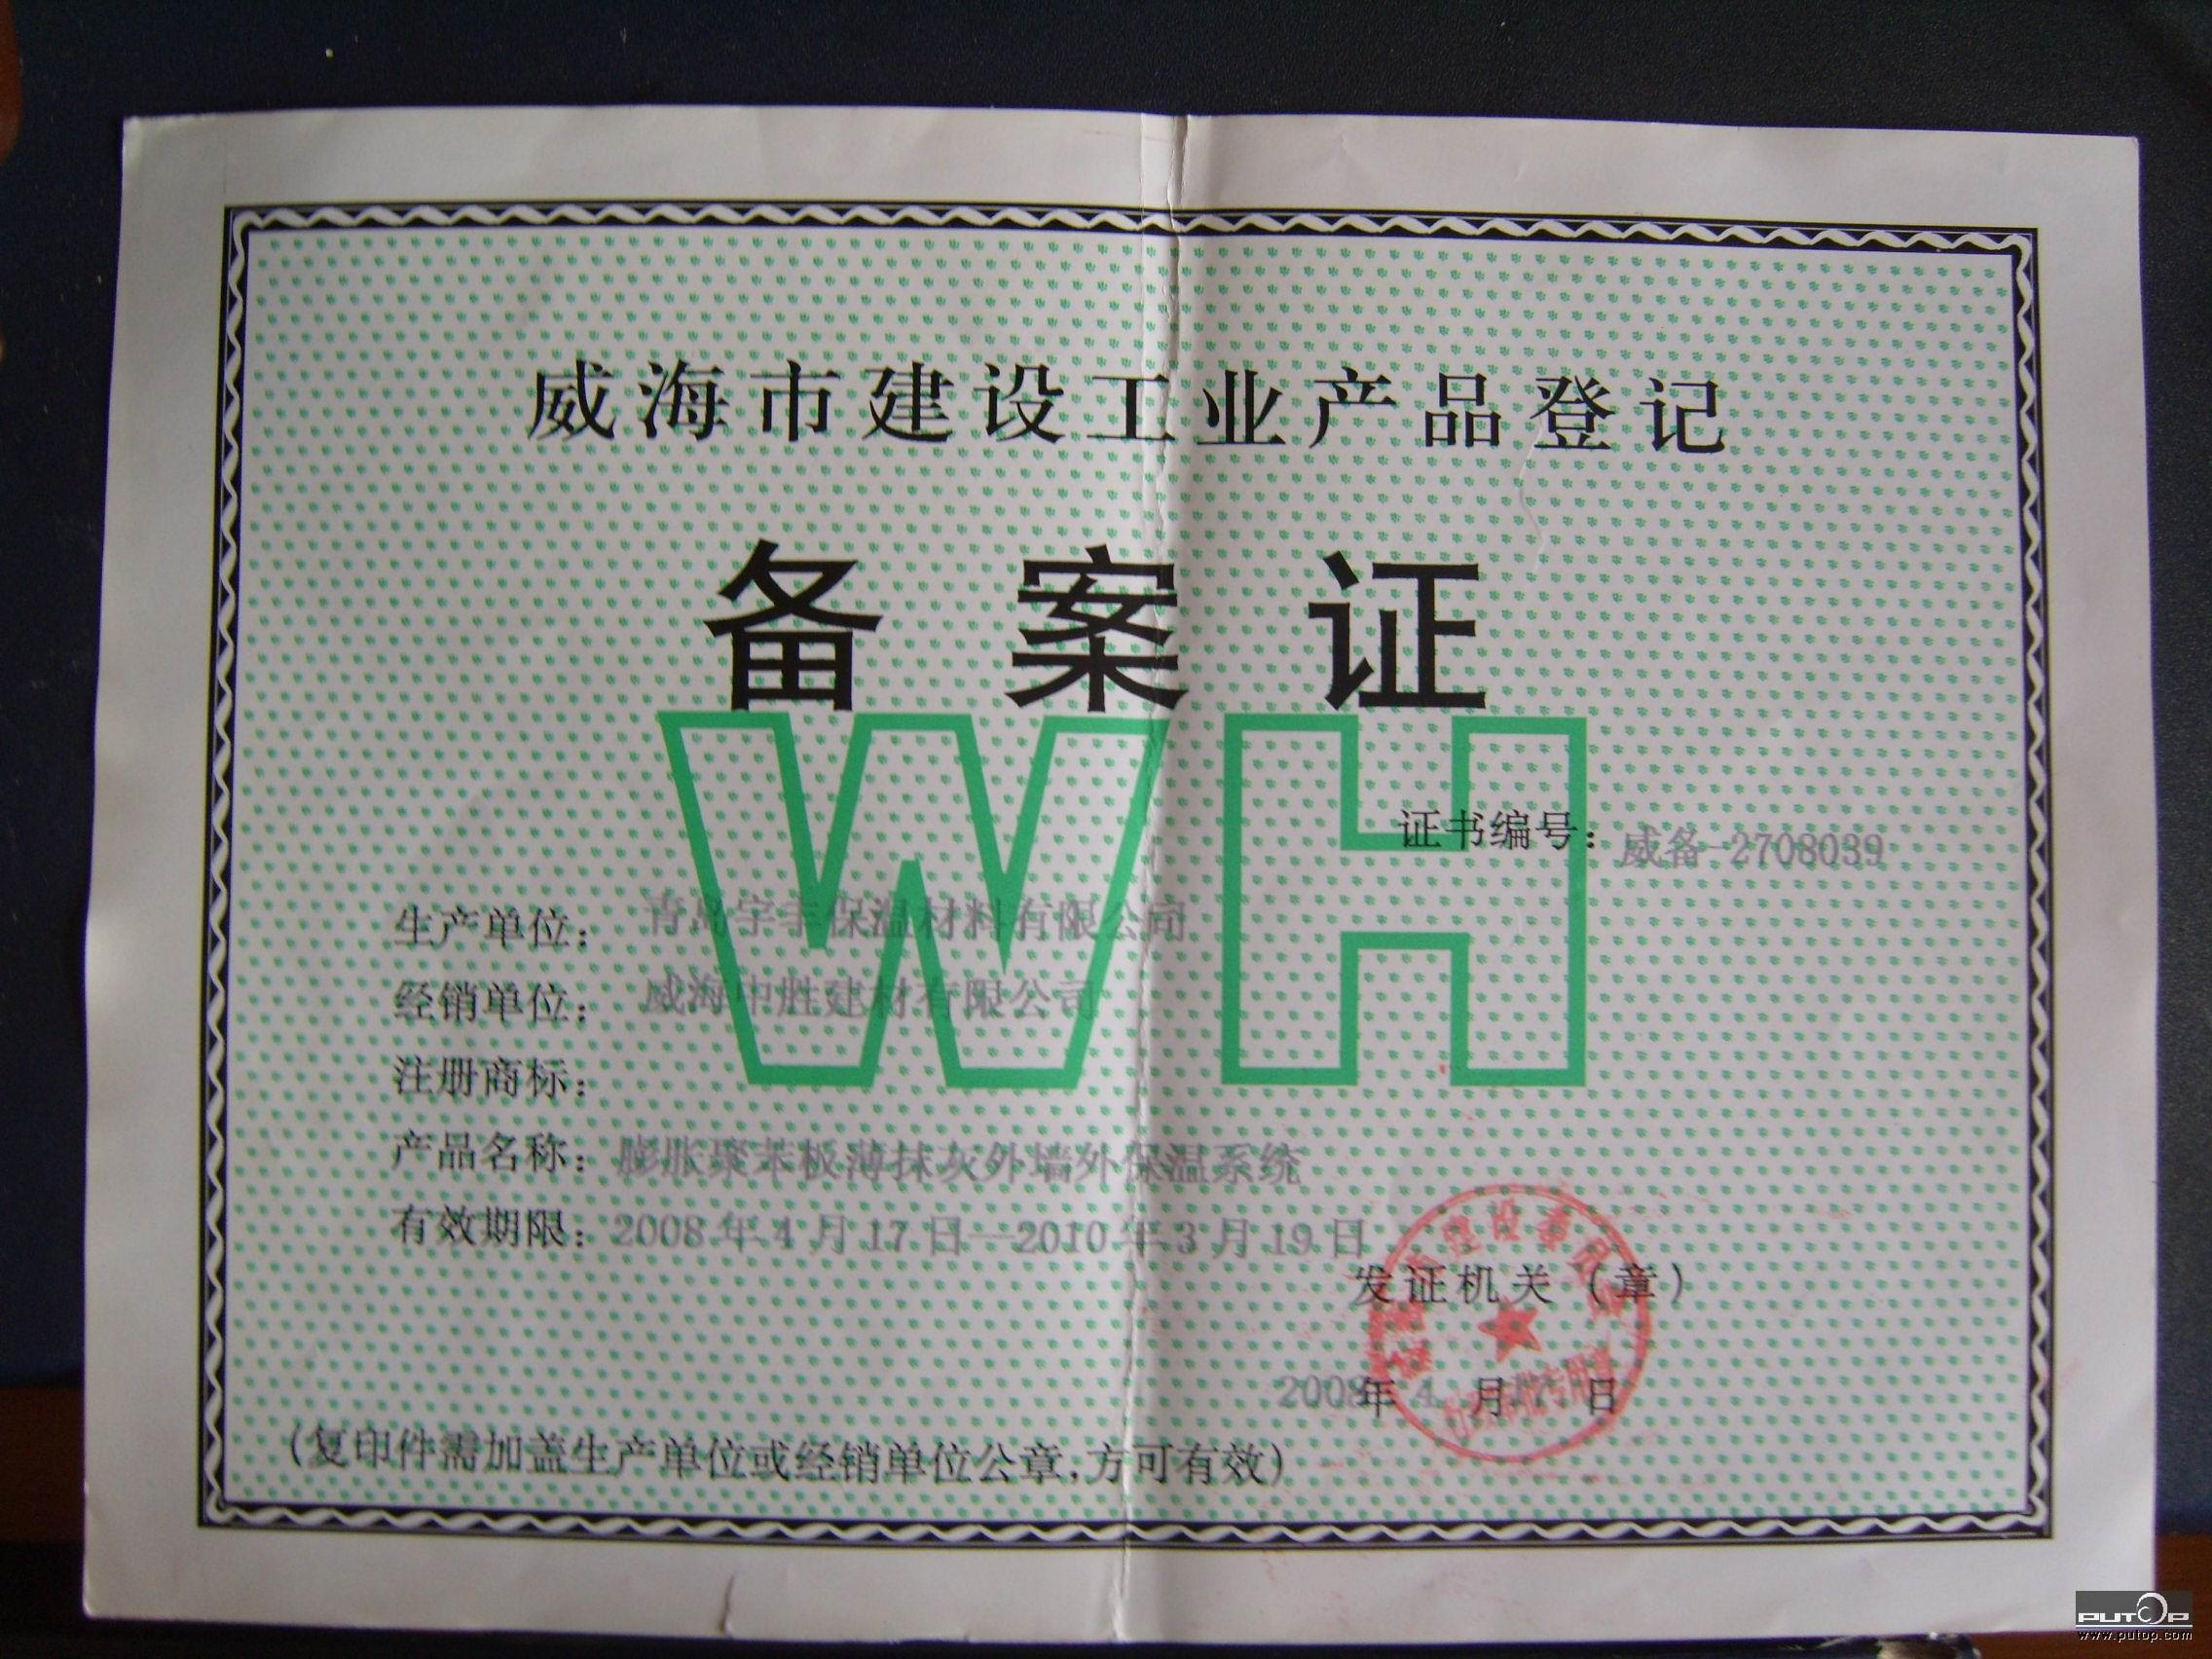 威海市建设工业产品登记
备案证
WH
证书编号：威备-2708039
生产单位：青岛宇丰保温材料有限公司
经销单位：威海中胜建材有限公司
注册商标：
产品名称：膨胀聚苯板薄抹灰外墙外保温系统
有效期限：2008年4月17日—2010年3月19日
发证机关（章）
2008年4月17日
（复印件需加盖生产单位或经销单位公章，方可有效）
PUTOP
www.putop.com